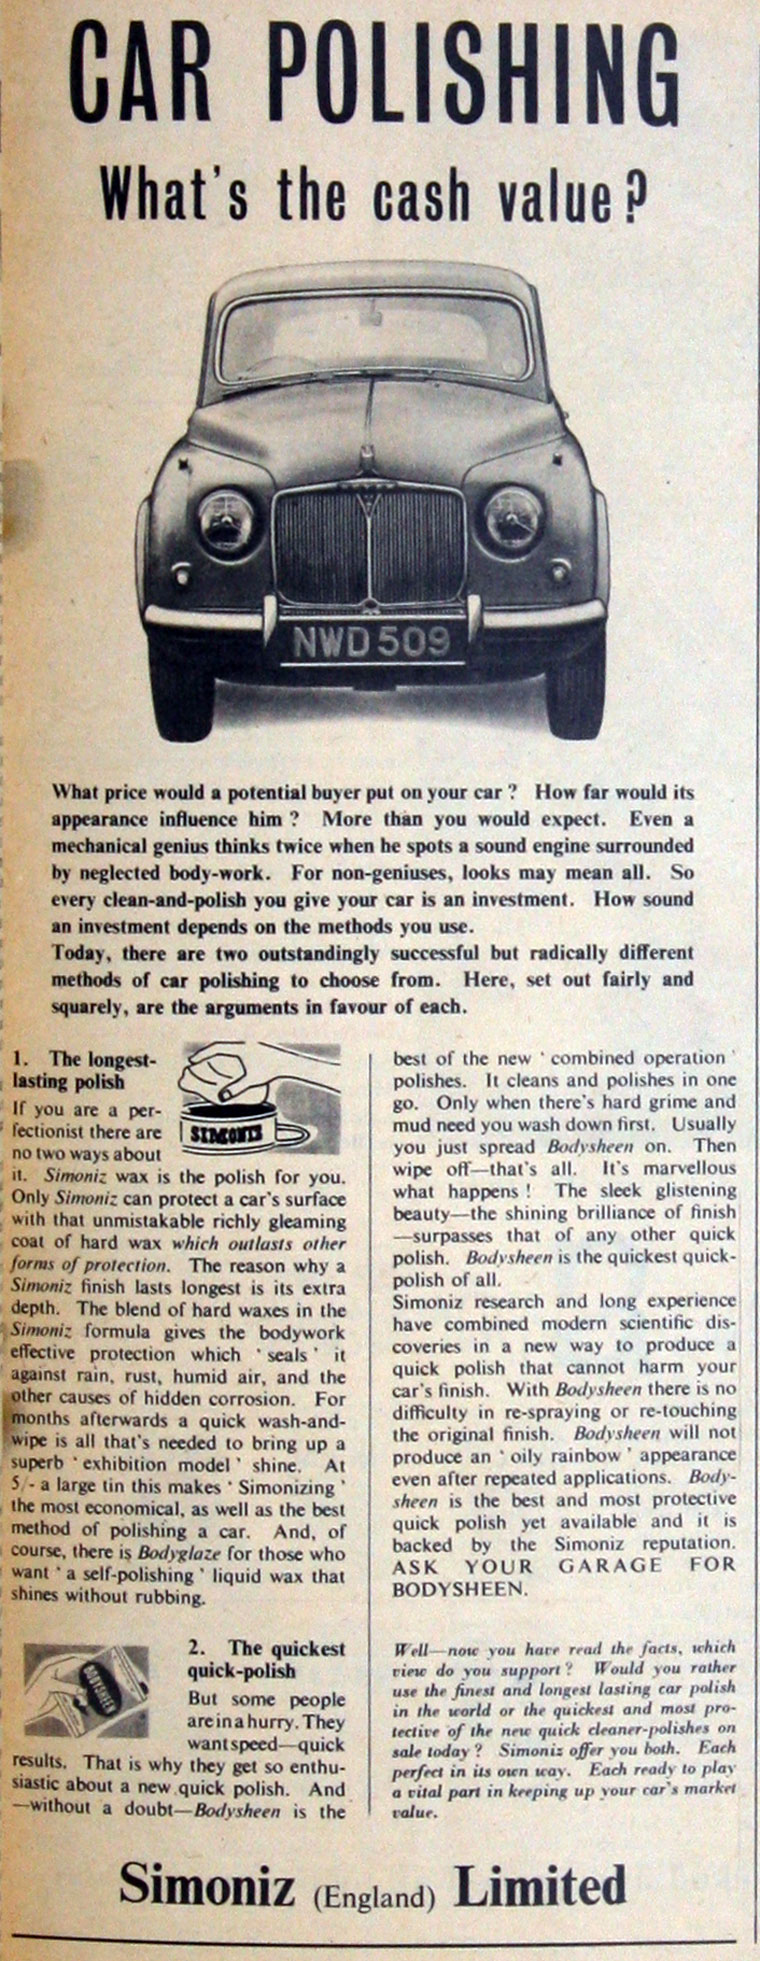 CAR POLISHING
What's the cash value?
NWD 509
What price would a potential buyer put on your car? How far would its
appearance influence him? More than you would expect. Even a
mechanical genius thinks twice when he spots a sound engine surrounded
by neglected body-work. For non-geniuses, looks may mean all. So
every clean-and-polish you give your car is an investment. How sound
an investment depends on the methods you use.
Today, there are two outstandingly successful but radically different
methods of car polishing to choose from. Here, set out fairly and
squarely, are the arguments in favour of each.
1. The longest-
lasting polish
SIMONIZ
If you are a per-
fectionist there are
no two ways about
it. Simoniz wax is the polish for you.
Only Simoniz can protect a car's surface
with that unmistakable richly gleaming
coat of hard wax which outlasts other
forms of protection. The reason why a
Simoniz finish lasts longest is its extra
depth. The blend of hard waxes in the
Simoniz formula gives the bodywork
effective protection which 'seals' it
against rain, rust, humid air, and the
other causes of hidden corrosion. For
months afterwards a quick wash-and-
wipe is all that's needed to bring up a
superb 'exhibition model' shine. At
5/- a large tin this makes 'Simonizing'
the most economical, as well as the best
method of polishing a car. And, of
course, there is Bodyglaze for those who
want 'a self-polishing' liquid wax that
shines without rubbing.
BODYSHEEN
2. The quickest
quick-polish
But some people
are in a hurry. They
want speed—quick
results. That is why they get so enthu-
siastic about a new quick polish. And
—without a doubt—Bodysheen is the
best of the new 'combined operation'
polishes. It cleans and polishes in one
go. Only when there's hard grime and
mud need you wash down first. Usually
you just spread Bodysheen on. Then
wipe off—that's all. It's marvellous
what happens! The sleek glistening
beauty—the shining brilliance of finish
—surpasses that of any other quick
polish. Bodysheen is the quickest quick-
polish of all.
Simoniz research and long experience
have combined modern scientific dis-
coveries in a new way to produce a
quick polish that cannot harm your
car's finish. With Bodysheen there is no
difficulty in re-spraying or re-touching
the original finish. Bodysheen will not
produce an 'oily rainbow' appearance
even after repeated applications. Body-
sheen is the best and most protective
quick polish yet available and it is
backed by the Simoniz reputation.
ASK YOUR GARAGE FOR
BODYSHEEN.
Well—now you have read the facts, which
view do you support? Would you rather
use the finest and longest lasting car polish
in the world or the quickest and most pro-
tective of the new quick cleaner-polishes on
sale today? Simoniz offer you both. Each
perfect in its own way. Each ready to play
a vital part in keeping up your car's market
value.
Simoniz (England) Limited